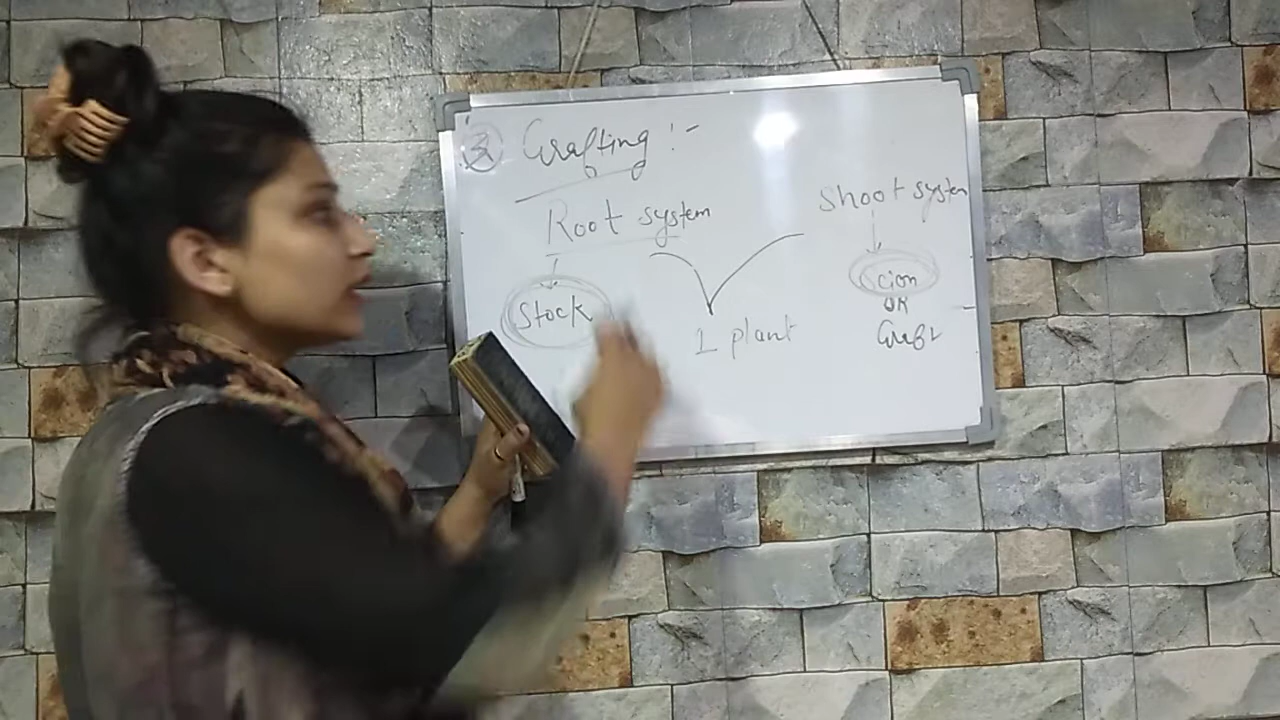 3 Grafting :-
Root system
Shoot system
Stock
Scion
OR
Graft
1 plant